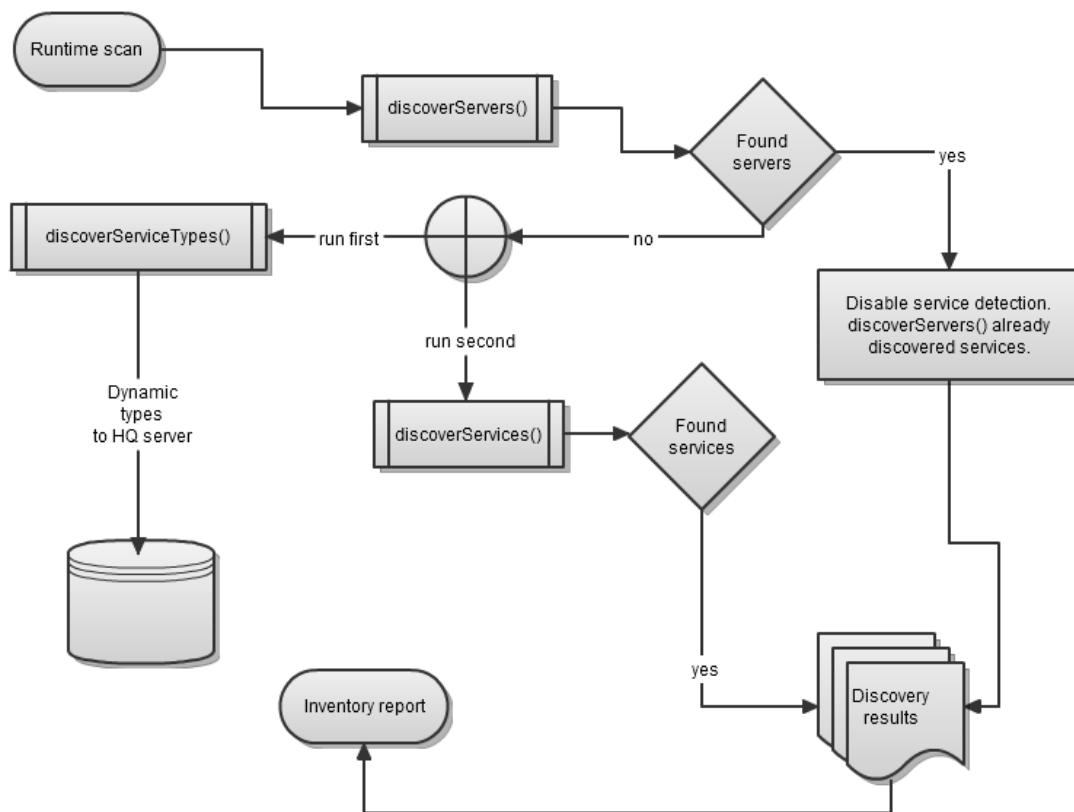 Runtime scan
discoverServers()
Found
servers
yes
discoverServiceTypes()
run first
no
Disable service detection.
discoverServers() already
discovered services.
run second
Dynamic
types
to HQ server
discoverServices()
Found
services
yes
Inventory report
Discovery
results